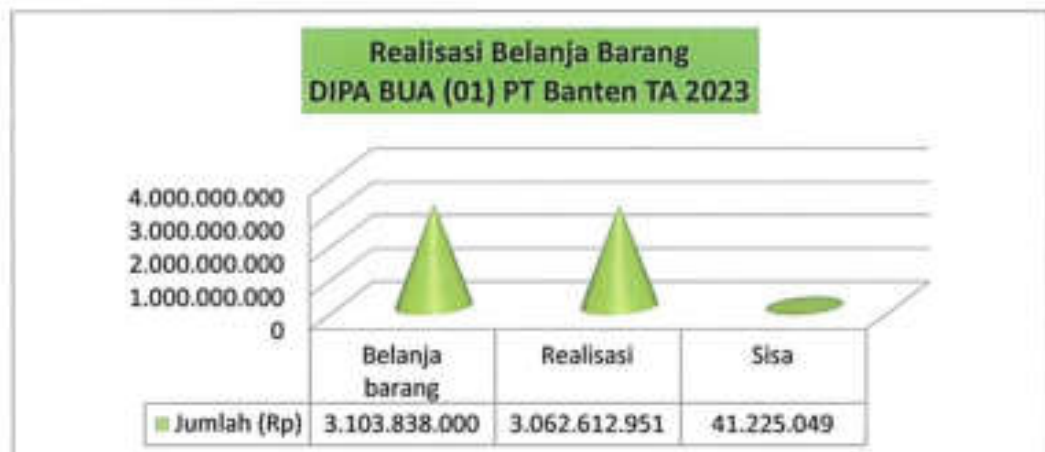 Realisasi Belanja Barang
DIPA BUA (01) PT Banten TA 2023
4.000.000.000
3.000.000.000
2.000.000.000
1.000.000.000
0
Belanja barang Realisasi Sisa
Jumlah (Rp) 3.103.838.000 3.062.612.951 41.225.049